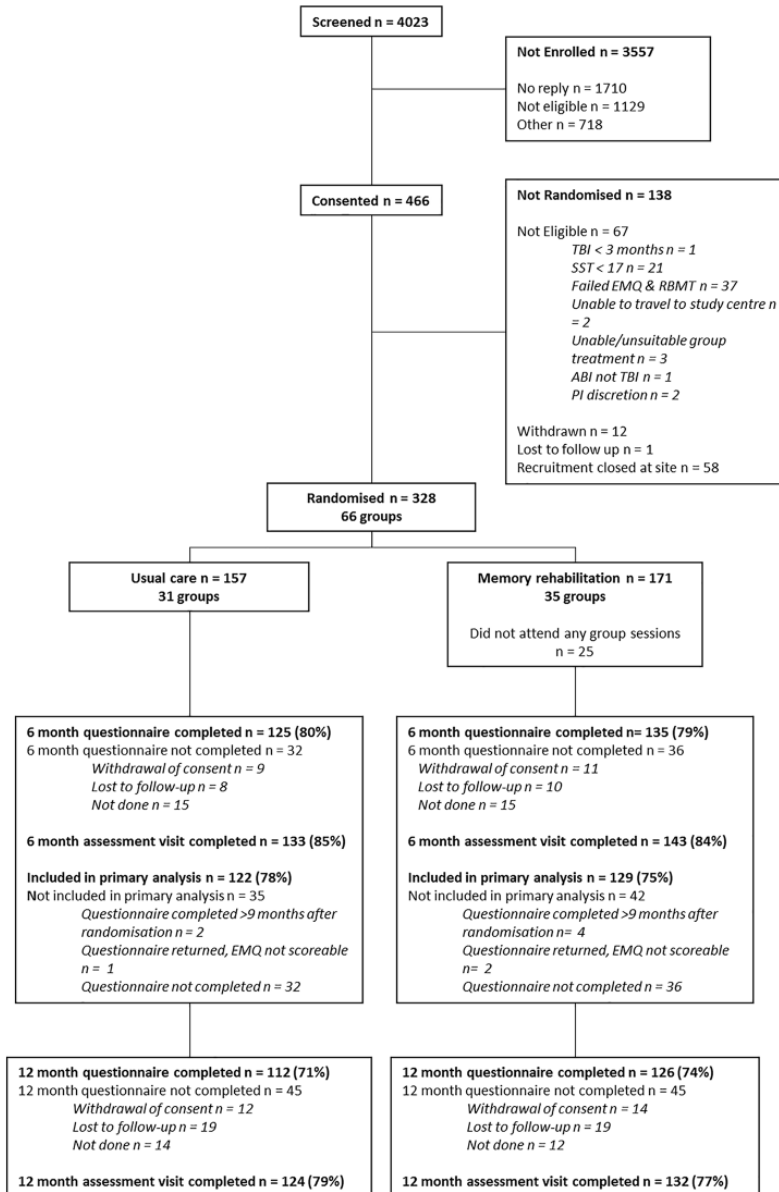 Screened n = 4023
Not Enrolled n = 3557
No reply n = 1710
Not eligible n = 1129
Other n = 718
Consented n = 466
Not Randomised n = 138
Not Eligible n = 67
TBI < 3 months n = 1
SST < 17 n = 21
Failed EMQ & RBMT n = 37
Unable to travel to study centre n
= 2
Unable/unsuitable group
treatment n = 3
ABI not TBI n = 1
PI discretion n = 2
Withdrawn n = 12
Lost to follow up n = 1
Recruitment closed at site n = 58
Randomised n = 328
66 groups
Usual care n = 157
31 groups
Memory rehabilitation n = 171
35 groups
Did not attend any group sessions
n = 25
6 month questionnaire completed n = 125 (80%)
6 month questionnaire not completed n = 32
Withdrawal of consent n = 9
Lost to follow-up n = 8
Not done n = 15
6 month assessment visit completed n = 133 (85%)
Included in primary analysis n = 122 (78%)
Not included in primary analysis n = 35
Questionnaire completed >9 months after
randomisation n = 2
Questionnaire returned, EMQ not scoreable
n = 1
Questionnaire not completed n = 32
6 month questionnaire completed n= 135 (79%)
6 month questionnaire not completed n = 36
Withdrawal of consent n = 11
Lost to follow-up n = 10
Not done n = 15
6 month assessment visit completed n = 143 (84%)
Included in primary analysis n = 129 (75%)
Not included in primary analysis n = 42
Questionnaire completed >9 months after
randomisation n= 4
Questionnaire returned, EMQ not scoreable
n= 2
Questionnaire not completed n = 36
12 month questionnaire completed n = 112 (71%)
12 month questionnaire not completed n = 45
Withdrawal of consent n = 12
Lost to follow-up n = 19
Not done n = 14
12 month assessment visit completed n = 124 (79%)
12 month questionnaire completed n = 126 (74%)
12 month questionnaire not completed n = 45
Withdrawal of consent n = 14
Lost to follow-up n = 19
Not done n = 12
12 month assessment visit completed n = 132 (77%)